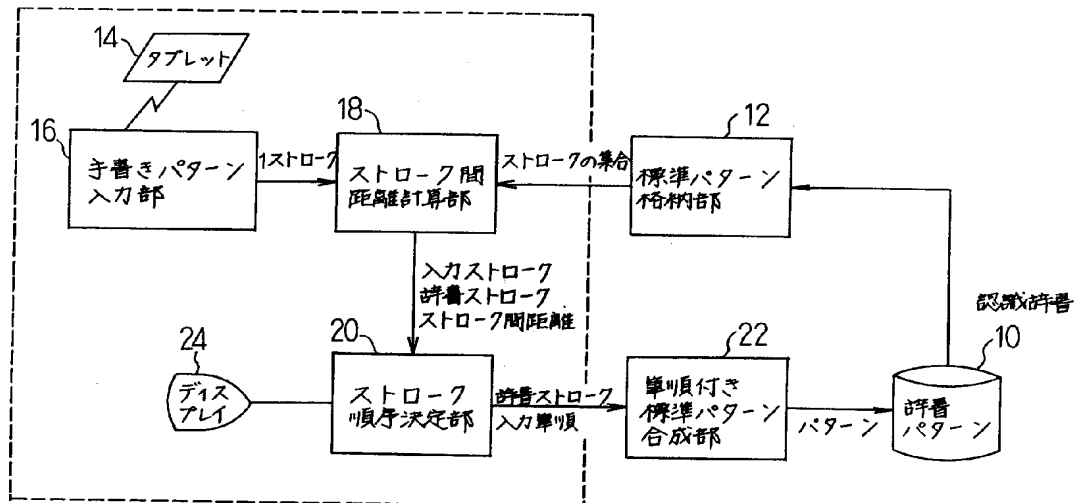 14
タブレット
16
手書きパターン
入力部
1ストローク
18
ストローク間
距離計算部
ストロークの集合
12
標準パターン
格納部
入力ストローク
辞書ストローク
ストローク間距離
認識辞書
10
辞書
パターン
24
ディス
プレイ
20
ストローク
順序決定部
辞書ストローク
入力筆順
22
筆順付き
標準パターン
合成部
パターン